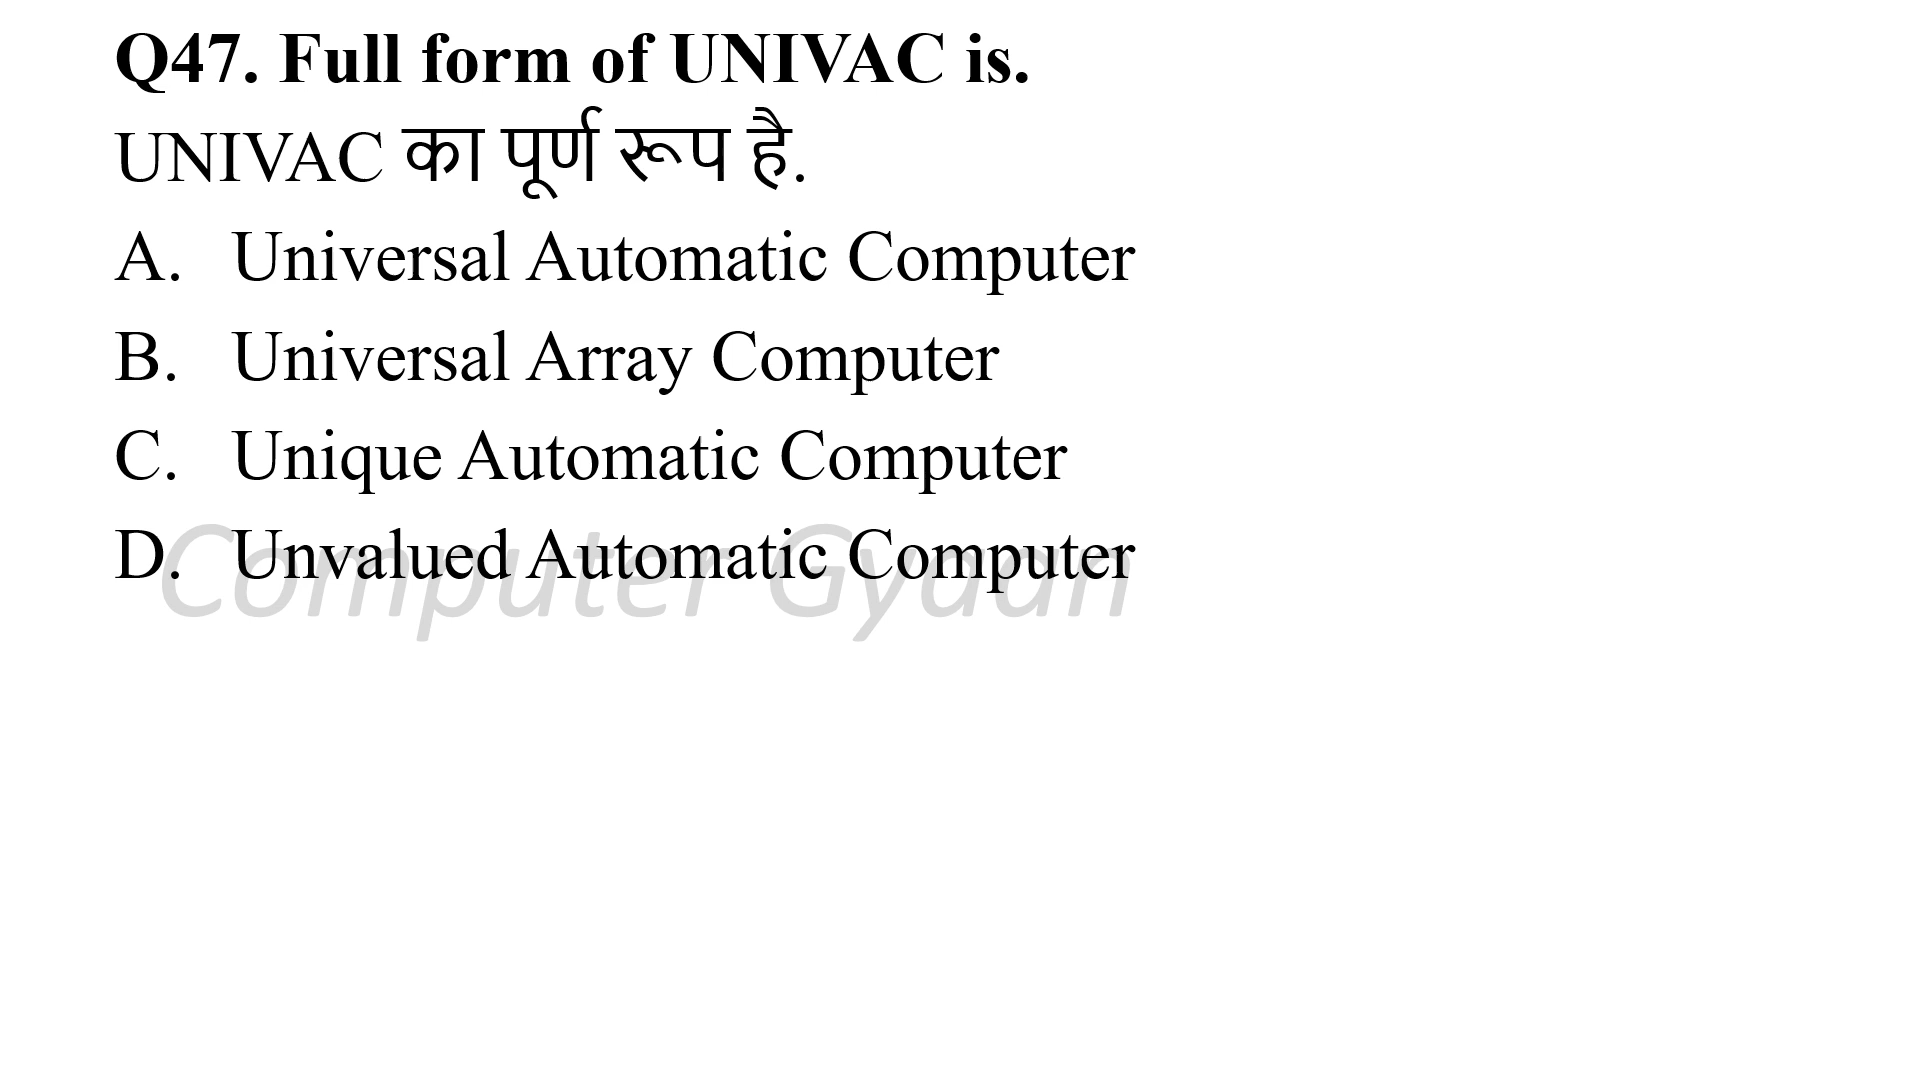 Q47. Full form of UNIVAC is.
UNIVAC का पूर्ण रूप है.
A. Universal Automatic Computer
B. Universal Array Computer
C. Unique Automatic Computer
D. Unvalued Automatic Computer
Computer Gyaan